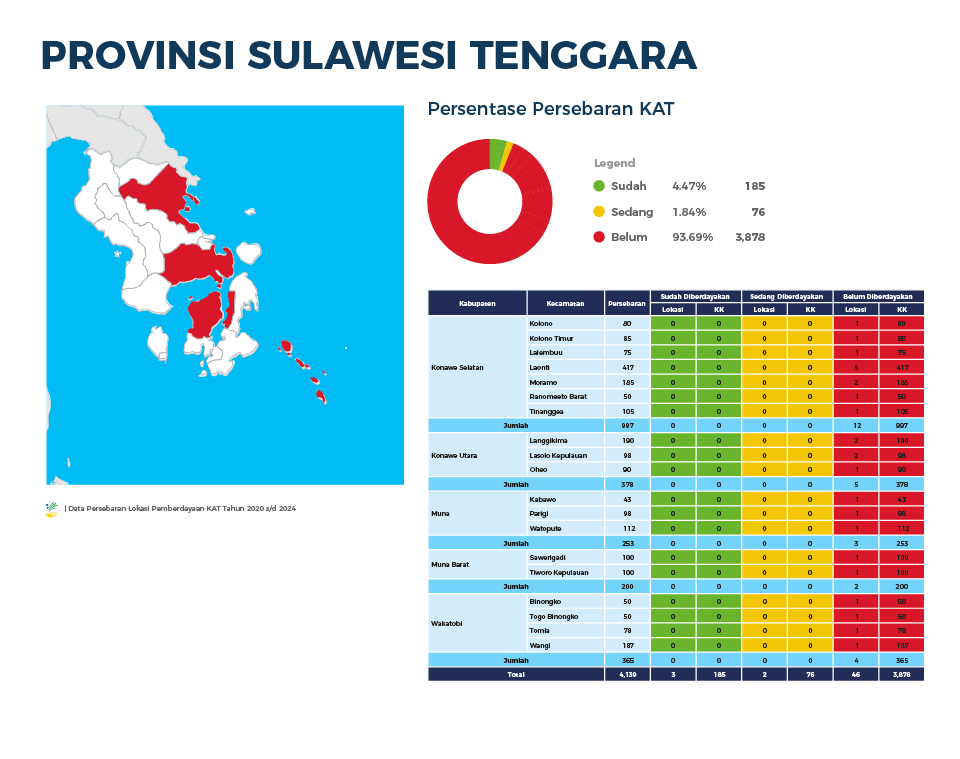 PROVINSI SULAWESI TENGGARA
Persentase Persebaran KAT
Legend
Sudah 4.47% 185
Sedang 1.84% 76
Belum 93.69% 3,878
| Data Persebaran Lokasi Pemberdayaan KAT Tahun 2020 s/d 2024
Kabupaten Kecamasan Persebaran Sudah Diberdayakan Sedang Diberdayakan Belum Diberdayakan
Lokasi KK Lokasi KK Lokasi KK
Konawe Selatan
Kolono 80 0 0 0 0 1 80
Kolono Timur 85 0 0 0 0 1 85
Lalembuu 75 0 0 0 0 1 75
Laonti 417 0 0 0 0 5 417
Moramo 185 0 0 0 0 2 185
Ranomeeto Barat 50 0 0 0 0 1 50
Tinanggea 105 0 0 0 0 1 105
Jumlah 997 0 0 0 0 12 997
Konawe Utara
Langgikima 190 0 0 0 0 2 190
Lasolo Kepulauan 98 0 0 0 0 2 98
Oheo 90 0 0 0 0 1 90
Jumlah 378 0 0 0 0 5 378
Muna
Kabawo 43 0 0 0 0 1 43
Parigi 98 0 0 0 0 1 98
Watopute 112 0 0 0 0 1 112
Jumlah 253 0 0 0 0 3 253
Muna Barat
Sawerigadi 100 0 0 0 0 1 100
Tiworo Kepulauan 100 0 0 0 0 1 100
Jumlah 200 0 0 0 0 2 200
Wakatobi
Binongko 50 0 0 0 0 1 50
Togo Binongko 50 0 0 0 0 1 50
Tomia 78 0 0 0 0 1 78
Wangi 187 0 0 0 0 1 187
Jumlah 365 0 0 0 0 4 365
Total 4,139 3 185 2 76 46 3,878